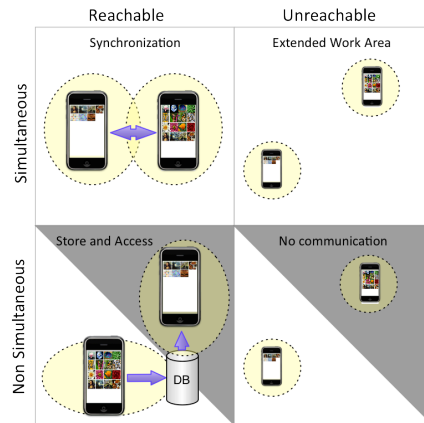 Reachable
Unreachable
Simultaneous
Synchronization
Extended Work Area
Non Simultaneous
Store and Access
No communication
DB